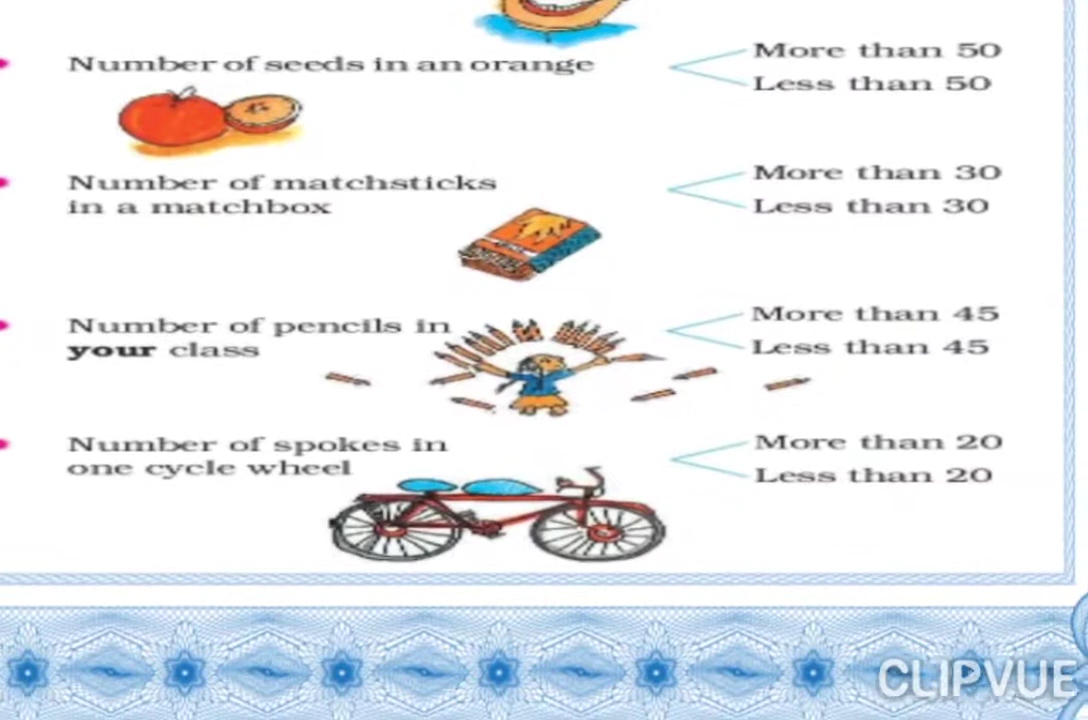 Number of seeds in an orange
More than 50
Less than 50
Number of matchsticks
in a matchbox
More than 30
Less than 30
Number of pencils in
your class
More than 45
Less than 45
Number of spokes in
one cycle wheel
More than 20
Less than 20
CLIPVUE